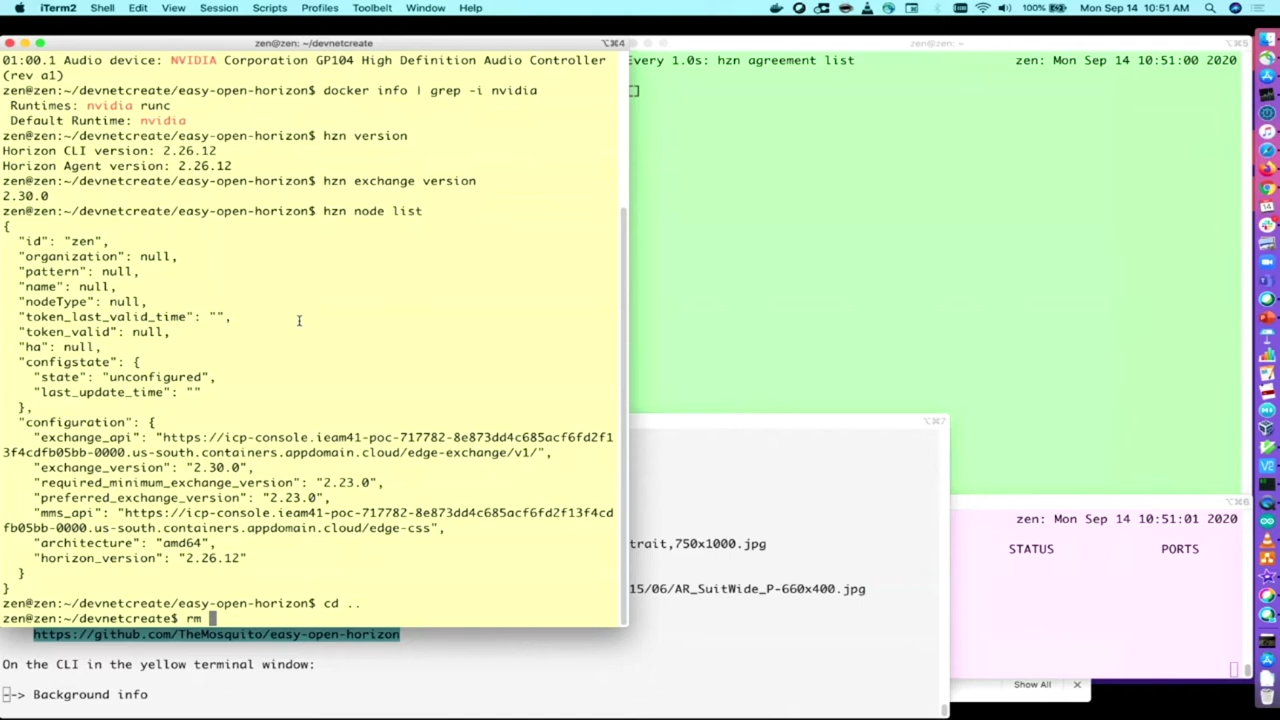 iTerm2 Shell Edit View Session Scripts Profiles Toolbelt Window Help 100% Mon Sep 14 10:51 AM
zen@zen: ~/devnetcreate ⌥⌘4
01:00.1 Audio device: NVIDIA Corporation GP104 High Definition Audio Controller
(rev a1)
zen@zen:~/devnetcreate/easy-open-horizon$ docker info | grep -i nvidia
Runtimes: nvidia runc
Default Runtime: nvidia
zen@zen:~/devnetcreate/easy-open-horizon$ hzn version
Horizon CLI version: 2.26.12
Horizon Agent version: 2.26.12
zen@zen:~/devnetcreate/easy-open-horizon$ hzn exchange version
2.30.0
zen@zen:~/devnetcreate/easy-open-horizon$ hzn node list
{
"id": "zen",
"organization": null,
"pattern": null,
"name": null,
"nodeType": null,
"token_last_valid_time": "",
"token_valid": null,
"ha": null,
"configstate": {
"state": "unconfigured",
"last_update_time": ""
},
"configuration": {
"exchange_api": "https://icp-console.ieam41-poc-717782-8e873dd4c685acf6fd2f1
3f4cdfb05bb-0000.us-south.containers.appdomain.cloud/edge-exchange/v1/",
"exchange_version": "2.30.0",
"required_minimum_exchange_version": "2.23.0",
"preferred_exchange_version": "2.23.0",
"mms_api": "https://icp-console.ieam41-poc-717782-8e873dd4c685acf6fd2f13f4cd
fb05bb-0000.us-south.containers.appdomain.cloud/edge-css",
"architecture": "amd64",
"horizon_version": "2.26.12"
}
}
zen@zen:~/devnetcreate/easy-open-horizon$ cd ..
zen@zen:~/devnetcreate$ rm
zen@zen: ~ ⌥⌘5
Every 1.0s: hzn agreement list zen: Mon Sep 14 10:51:00 2020
[]
⌥⌘7
trait,750x1000.jpg
15/06/AR_SuitWide_P-660x400.jpg
https://github.com/TheMosquito/easy-open-horizon
On the CLI in the yellow terminal window:
--> Background info
⌥⌘6
zen: Mon Sep 14 10:51:01 2020
STATUS PORTS
Show All